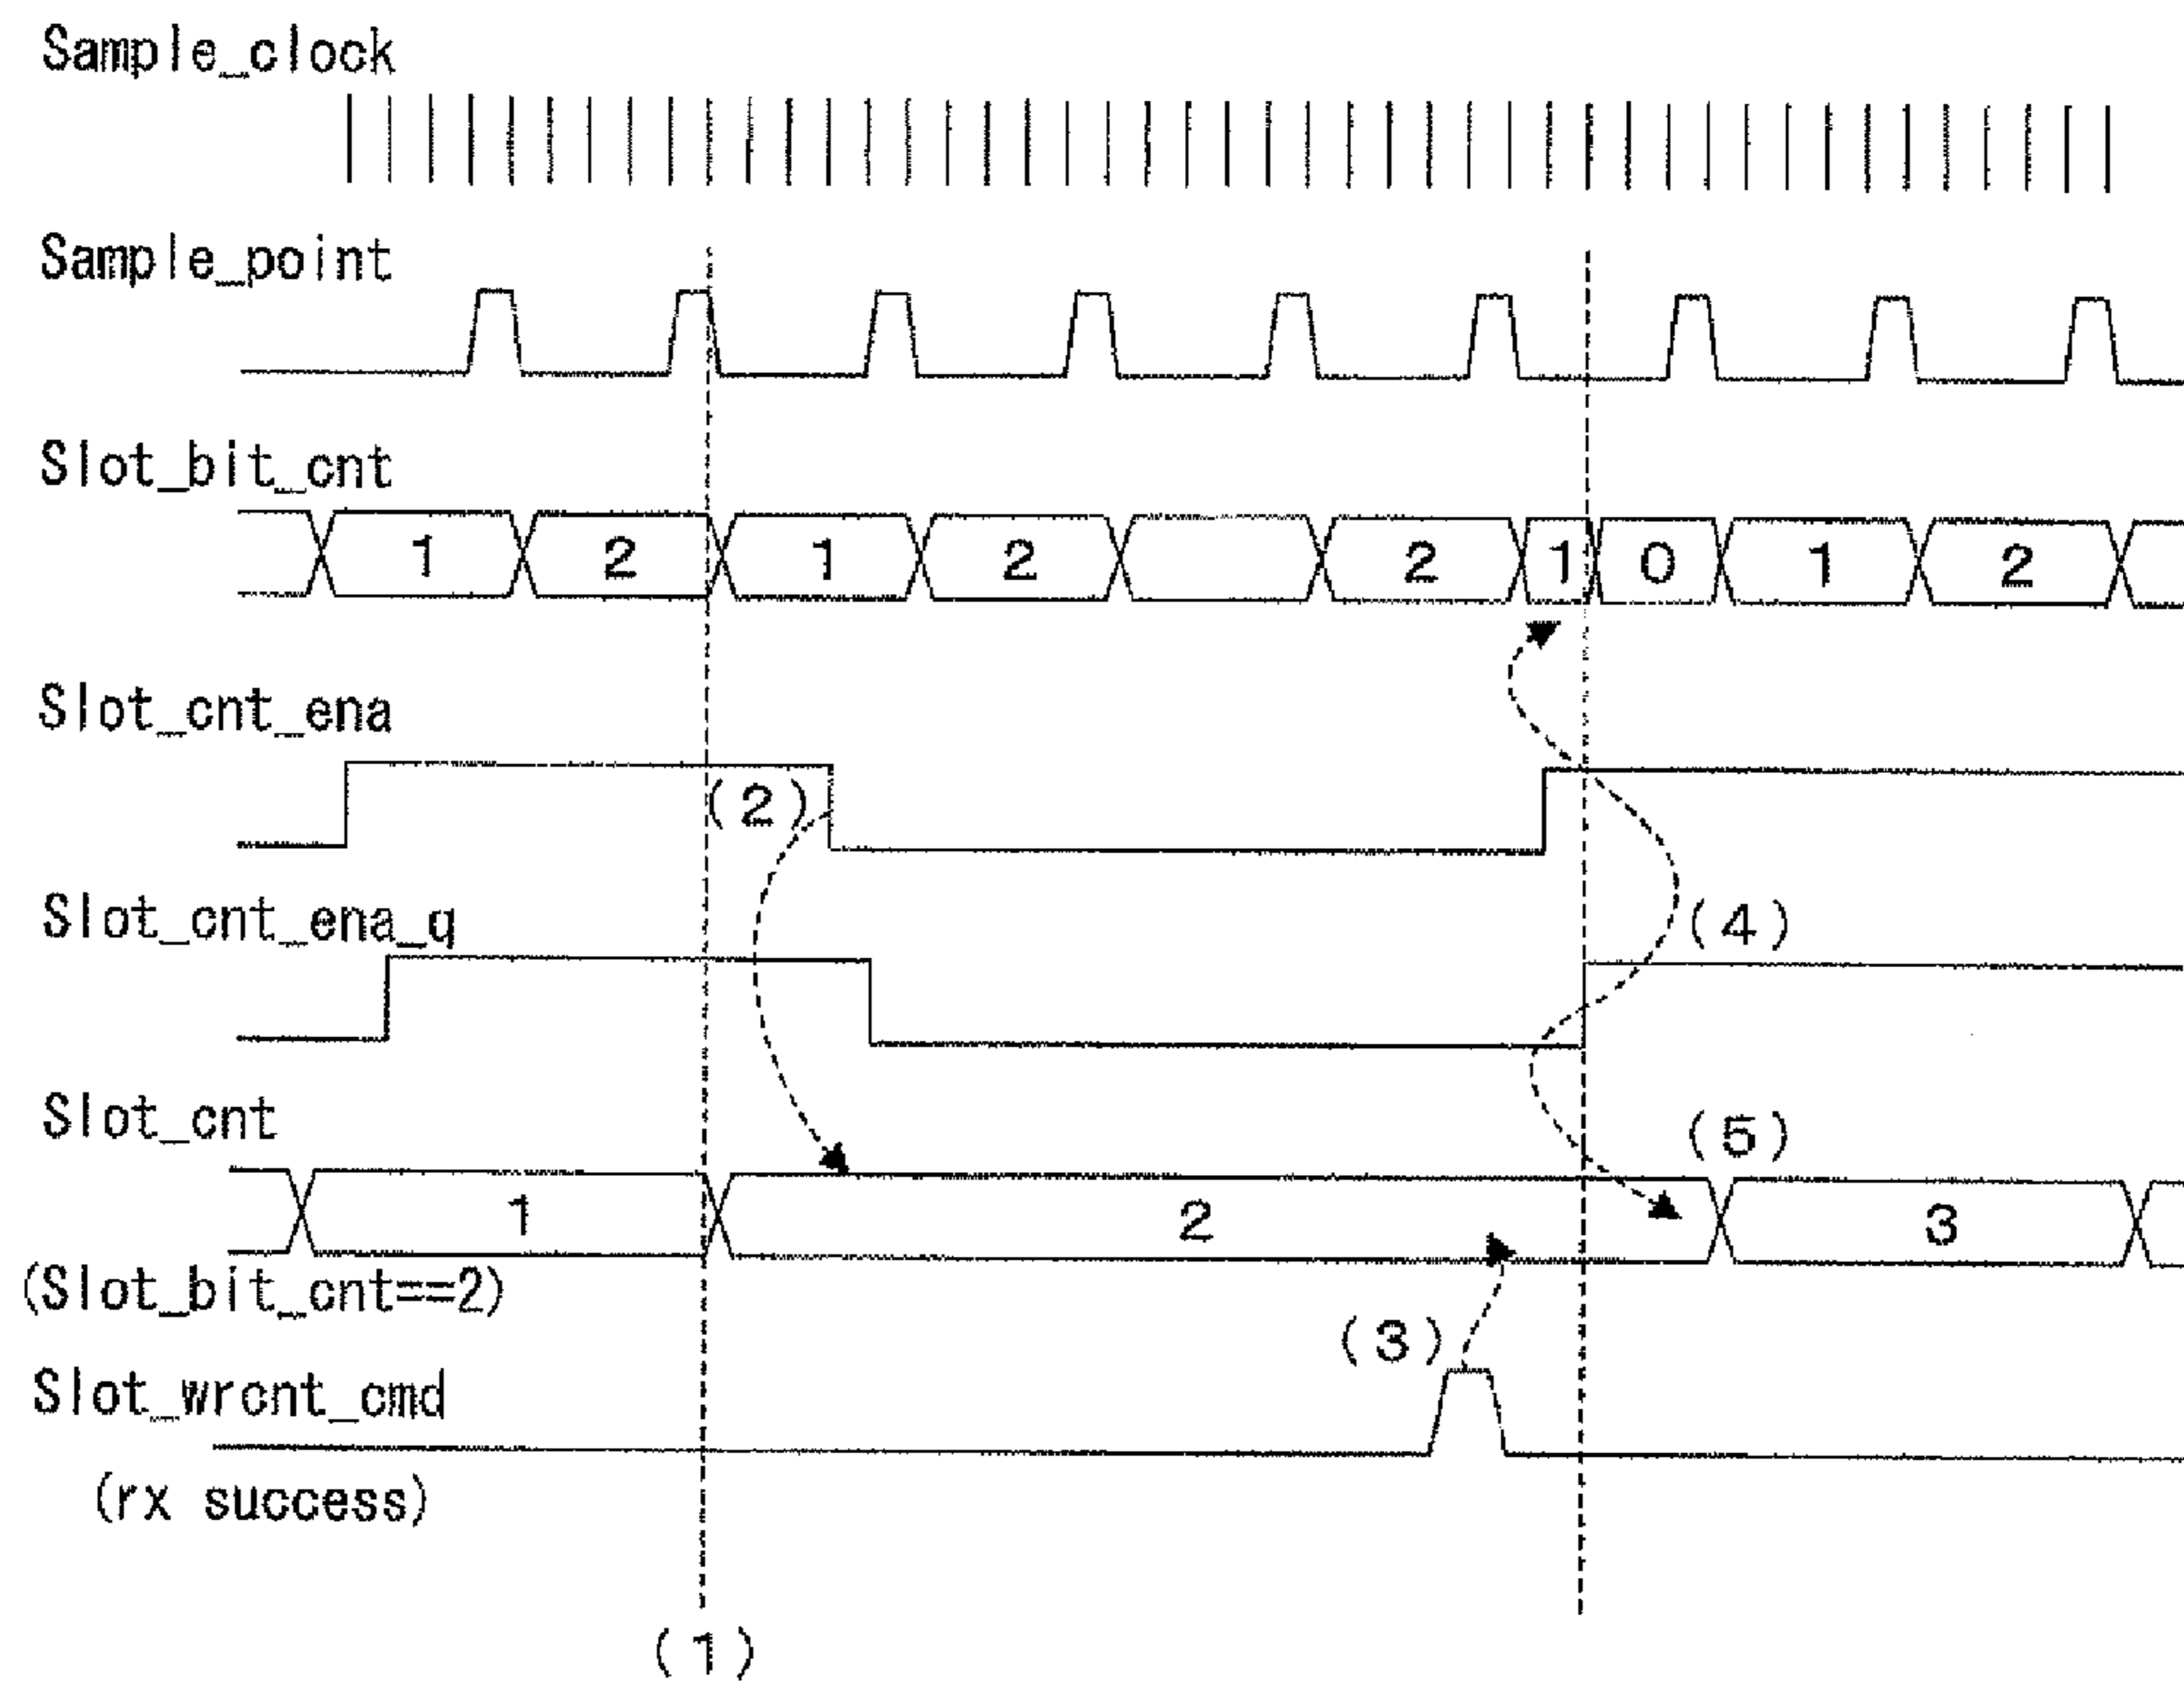 Sample_clock
Sample_point
Slot_bit_cnt
1 2 1 2 2 1 0 1 2
Slot_cnt_ena
(2)
Slot_cnt_ena_q
(4)
Slot_cnt
(5)
1 2 3
(Slot_bit_cnt==2)
(3)
Slot_wrcnt_cmd
(rx success)
(1)